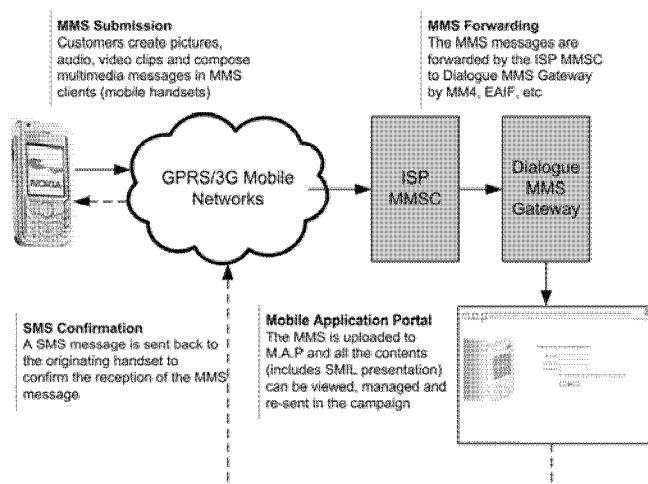 MMS Submission
Customers create pictures,
audio, video clips and compose
multimedia messages in MMS
clients (mobile handsets)
MMS Forwarding
The MMS messages are
forwarded by the ISP MMSC
to Dialogue MMS Gateway
by MM4, EAIF, etc
NOKIA
GPRS/3G Mobile
Networks
ISP
MMSC
Dialogue
MMS
Gateway
SMS Confirmation
A SMS message is sent back to
the originating handset to
confirm the reception of the MMS
message
Mobile Application Portal
The MMS is uploaded to
M.A.P and all the contents
(includes SMIL presentation)
can be viewed, managed and
re-sent in the campaign